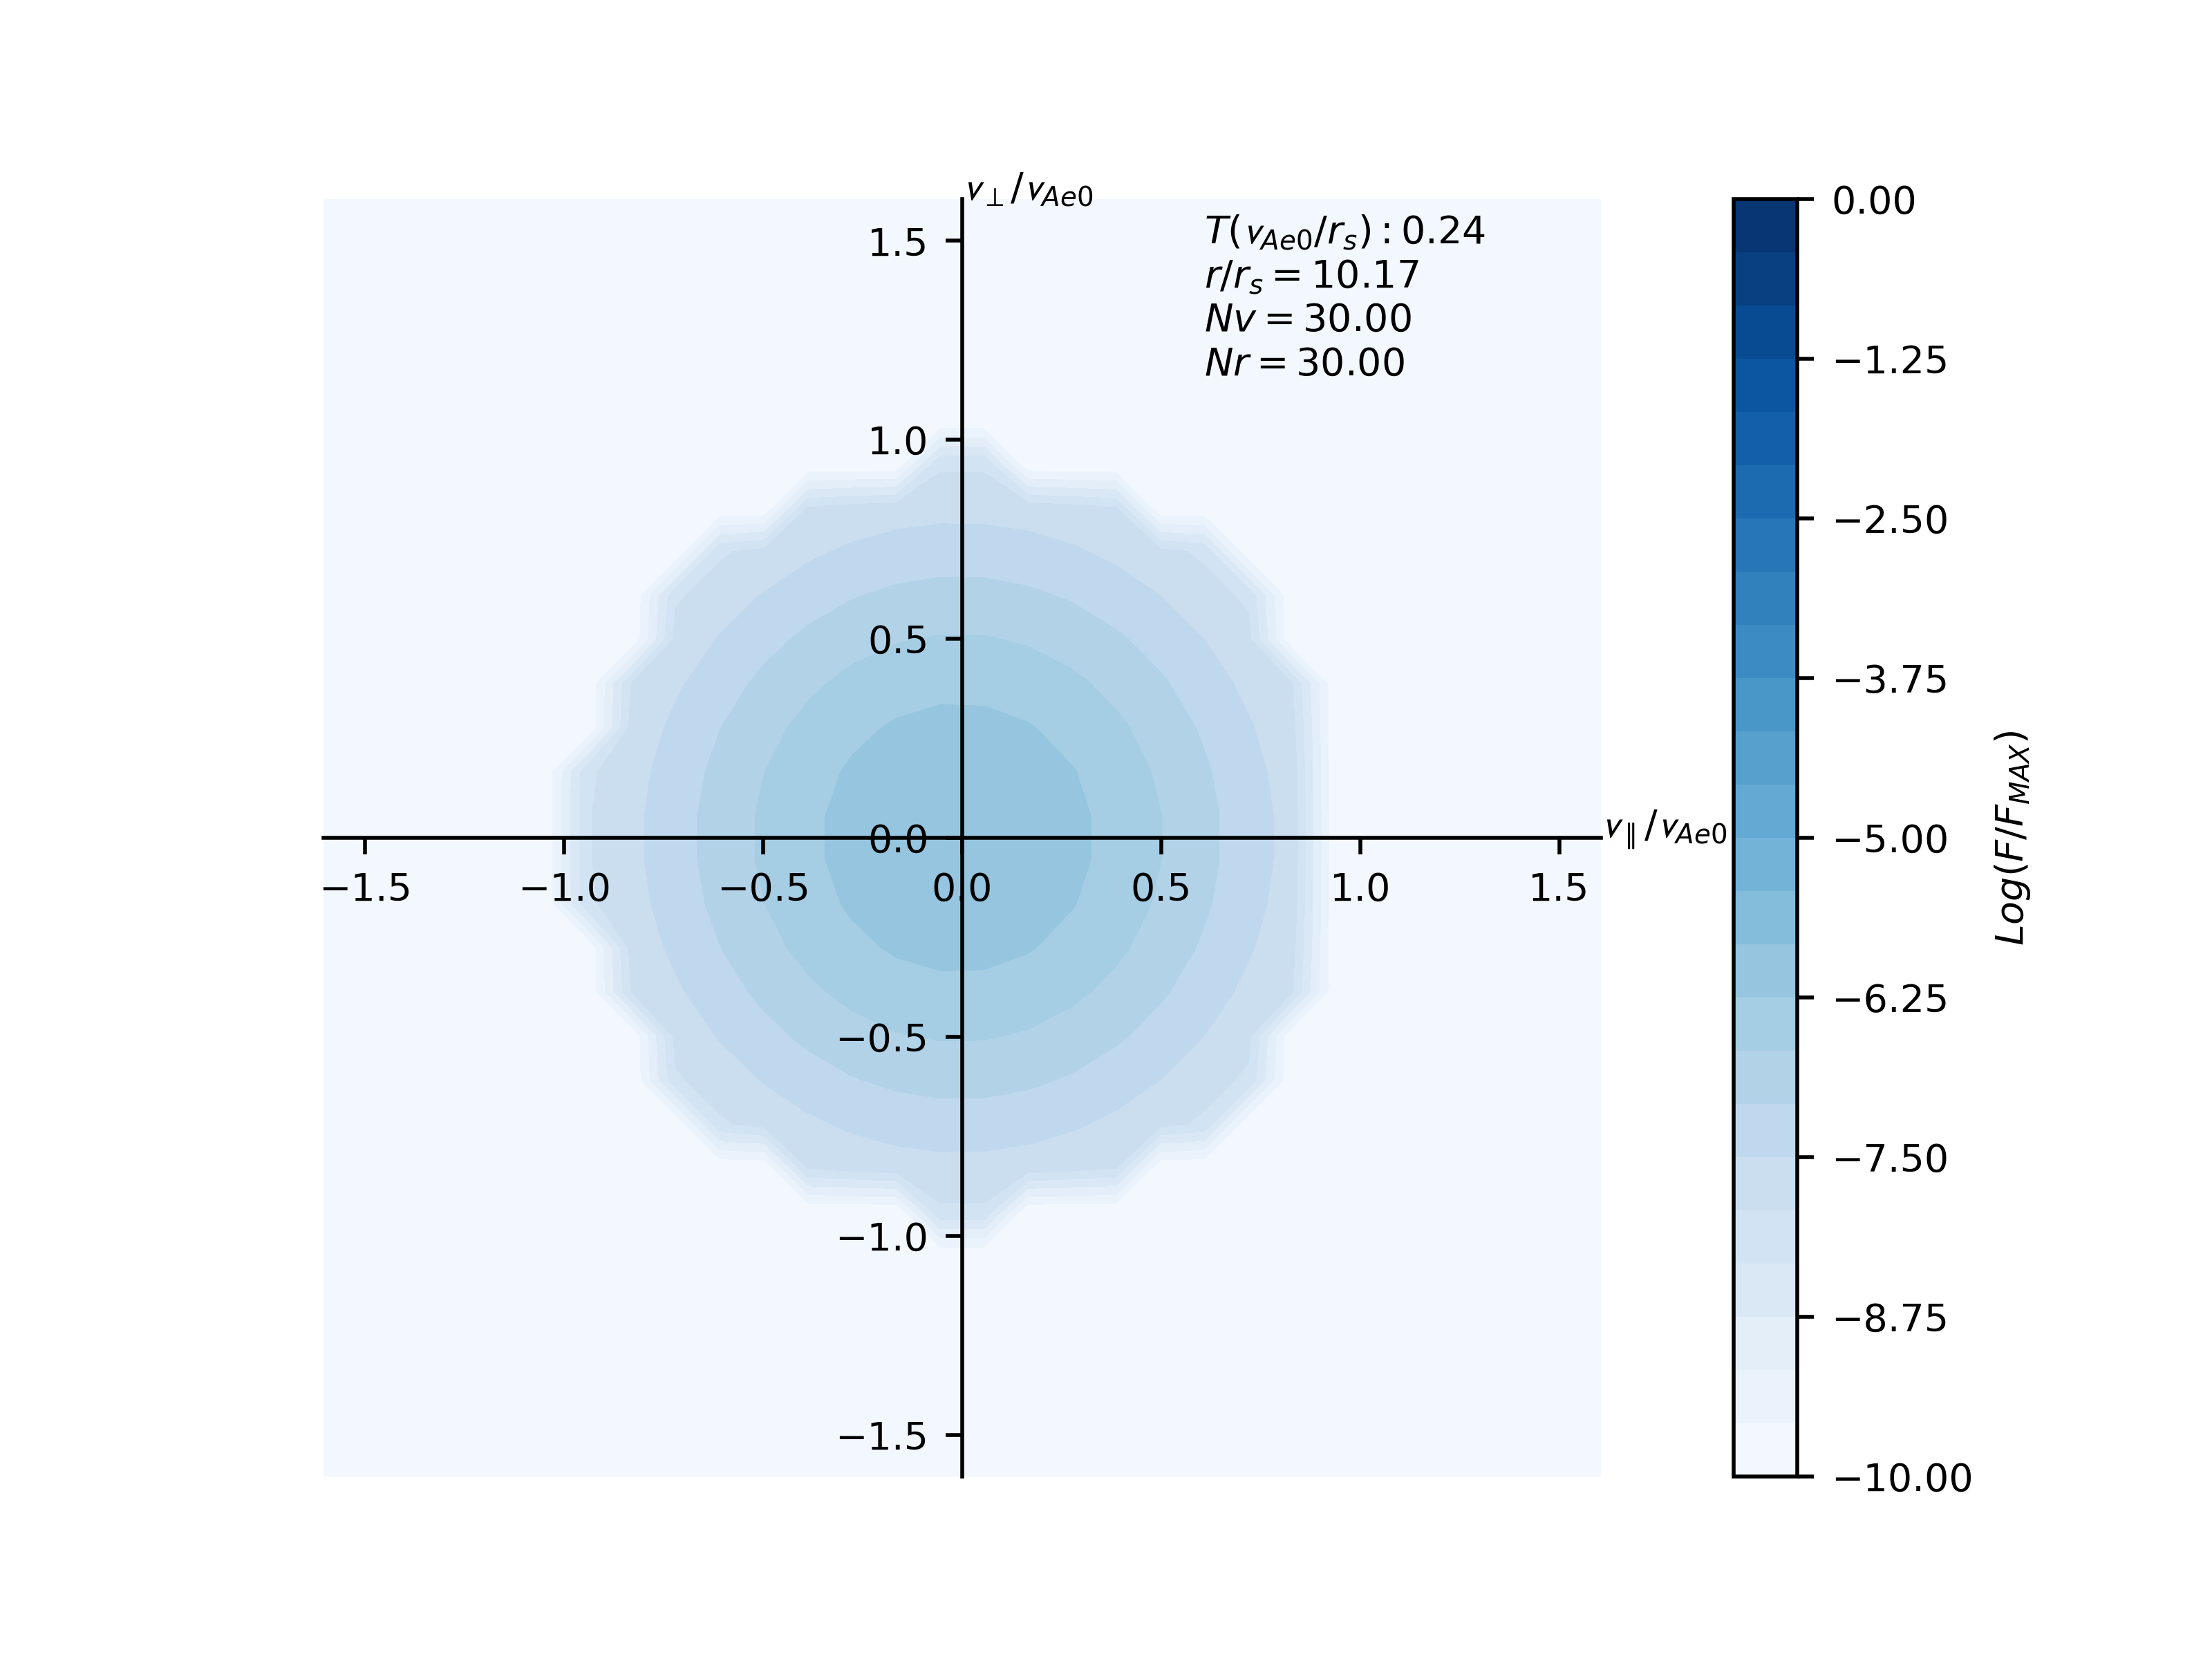 v⊥/vAe0
T(vAe0/rs) : 0.24
r/rs = 10.17
Nv = 30.00
Nr = 30.00
1.5
1.0
0.5
0.0
−0.5
−1.0
−1.5
−1.5 −1.0 −0.5 0.0 0.5 1.0 1.5
v∥/vAe0
0.00
−1.25
−2.50
−3.75
−5.00
−6.25
−7.50
−8.75
−10.00
Log(F/FMAX)